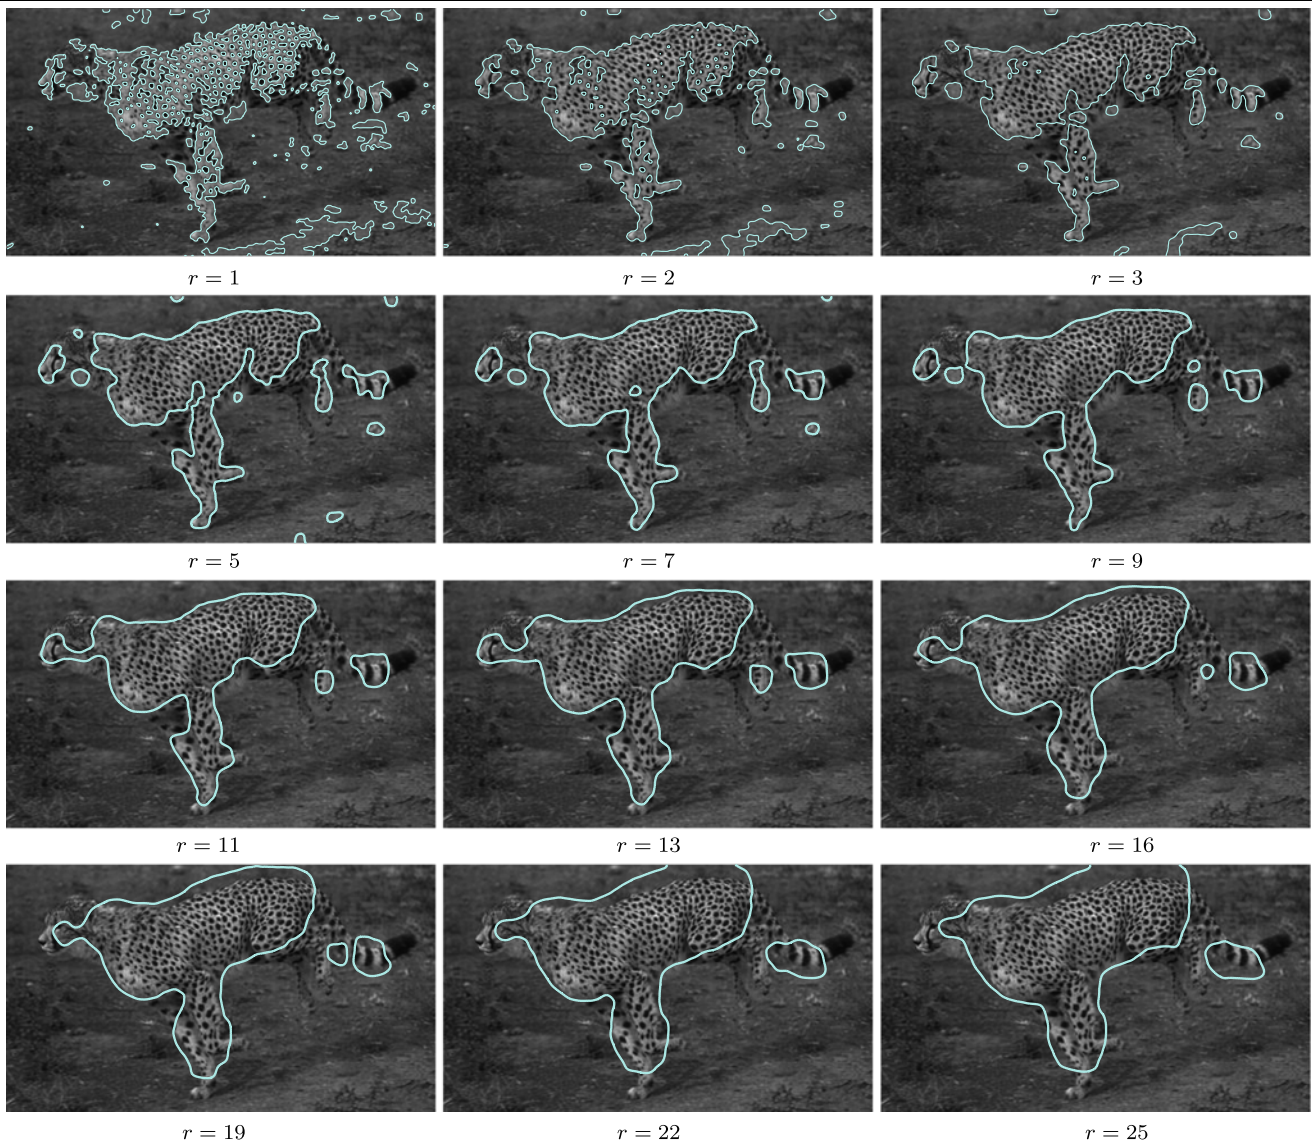 r = 1 r = 2 r = 3
r = 5 r = 7 r = 9
r = 11 r = 13 r = 16
r = 19 r = 22 r = 25